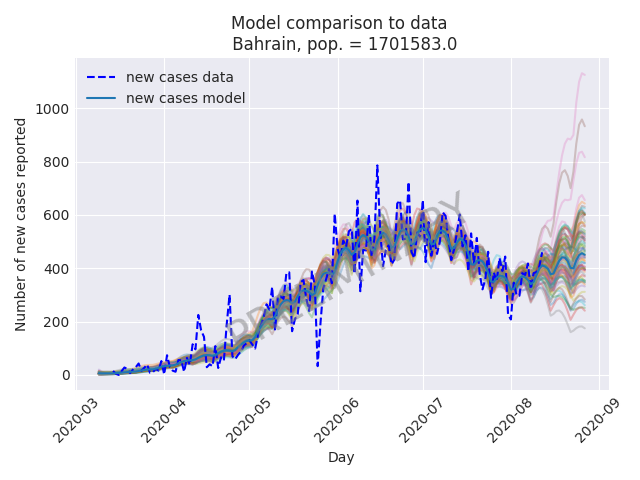 Model comparison to data
Bahrain, pop. = 1701583.0
new cases data
new cases model
Number of new cases reported
1000
800
600
400
200
0
PRELIMINARY
2020-03
2020-04
2020-05
2020-06
2020-07
2020-08
2020-09
Day